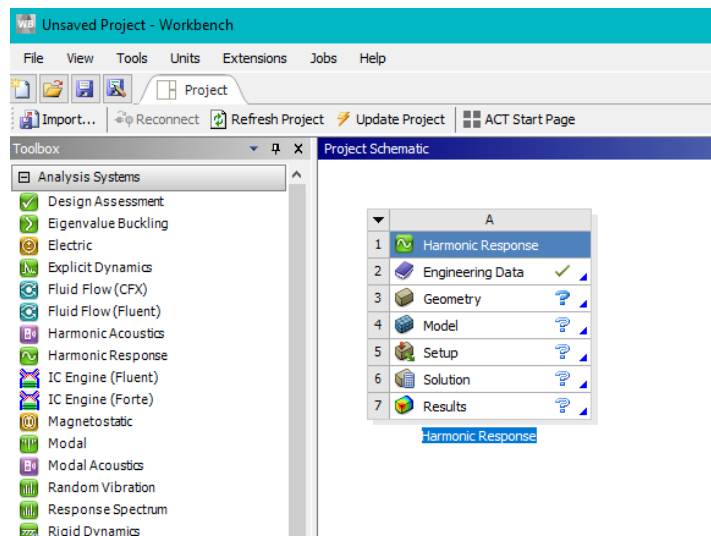 WB Unsaved Project - Workbench
File View Tools Units Extensions Jobs Help
Project
Import... Reconnect Refresh Project Update Project ACT Start Page
Toolbox
Project Schematic
Analysis Systems
Design Assessment
Eigenvalue Buckling
Electric
Explicit Dynamics
Fluid Flow (CFX)
Fluid Flow (Fluent)
Harmonic Acoustics
Harmonic Response
IC Engine (Fluent)
IC Engine (Forte)
Magnetostatic
Modal
Modal Acoustics
Random Vibration
Response Spectrum
Rigid Dynamics
A
1 Harmonic Response
2 Engineering Data
3 Geometry ?
4 Model ?
5 Setup ?
6 Solution ?
7 Results ?
Harmonic Response